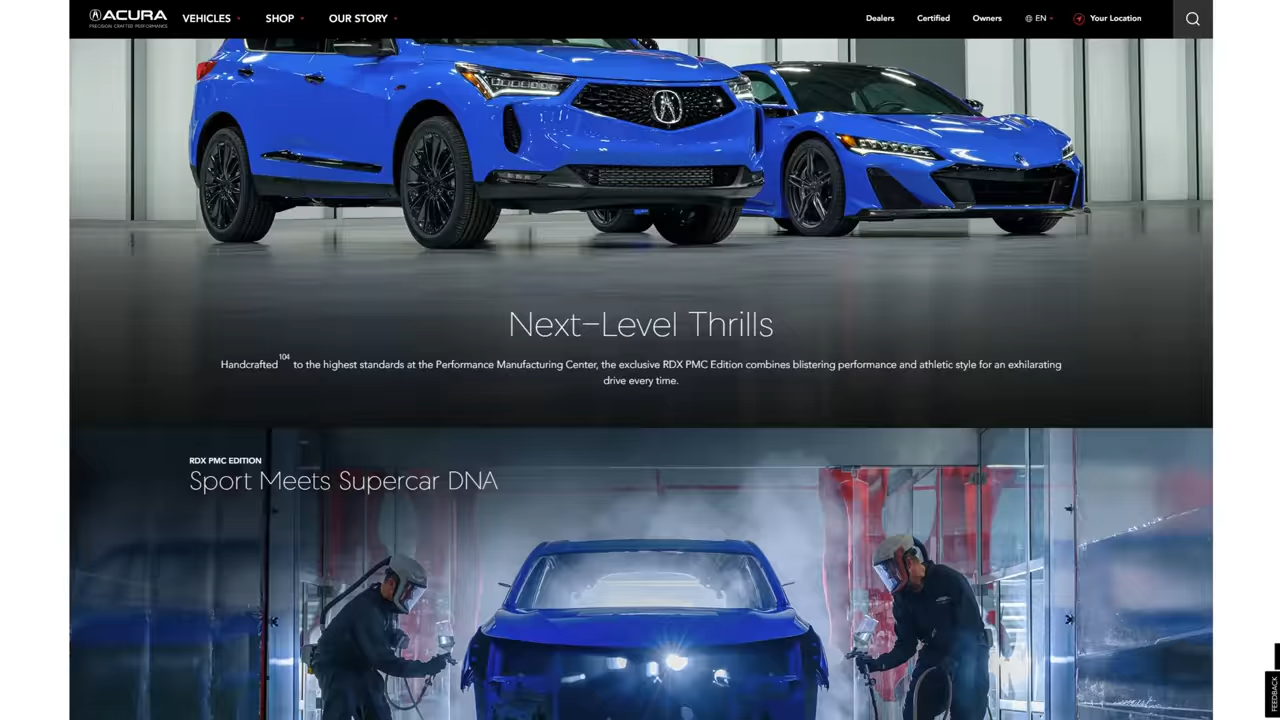 ACURA
PRECISION CRAFTED PERFORMANCE
VEHICLES
SHOP
OUR STORY
Dealers
Certified
Owners
EN
Your Location
Next-Level Thrills
Handcrafted104 to the highest standards at the Performance Manufacturing Center, the exclusive RDX PMC Edition combines blistering performance and athletic style for an exhilarating
drive every time.
RDX PMC EDITION
Sport Meets Supercar DNA
FEEDBACK